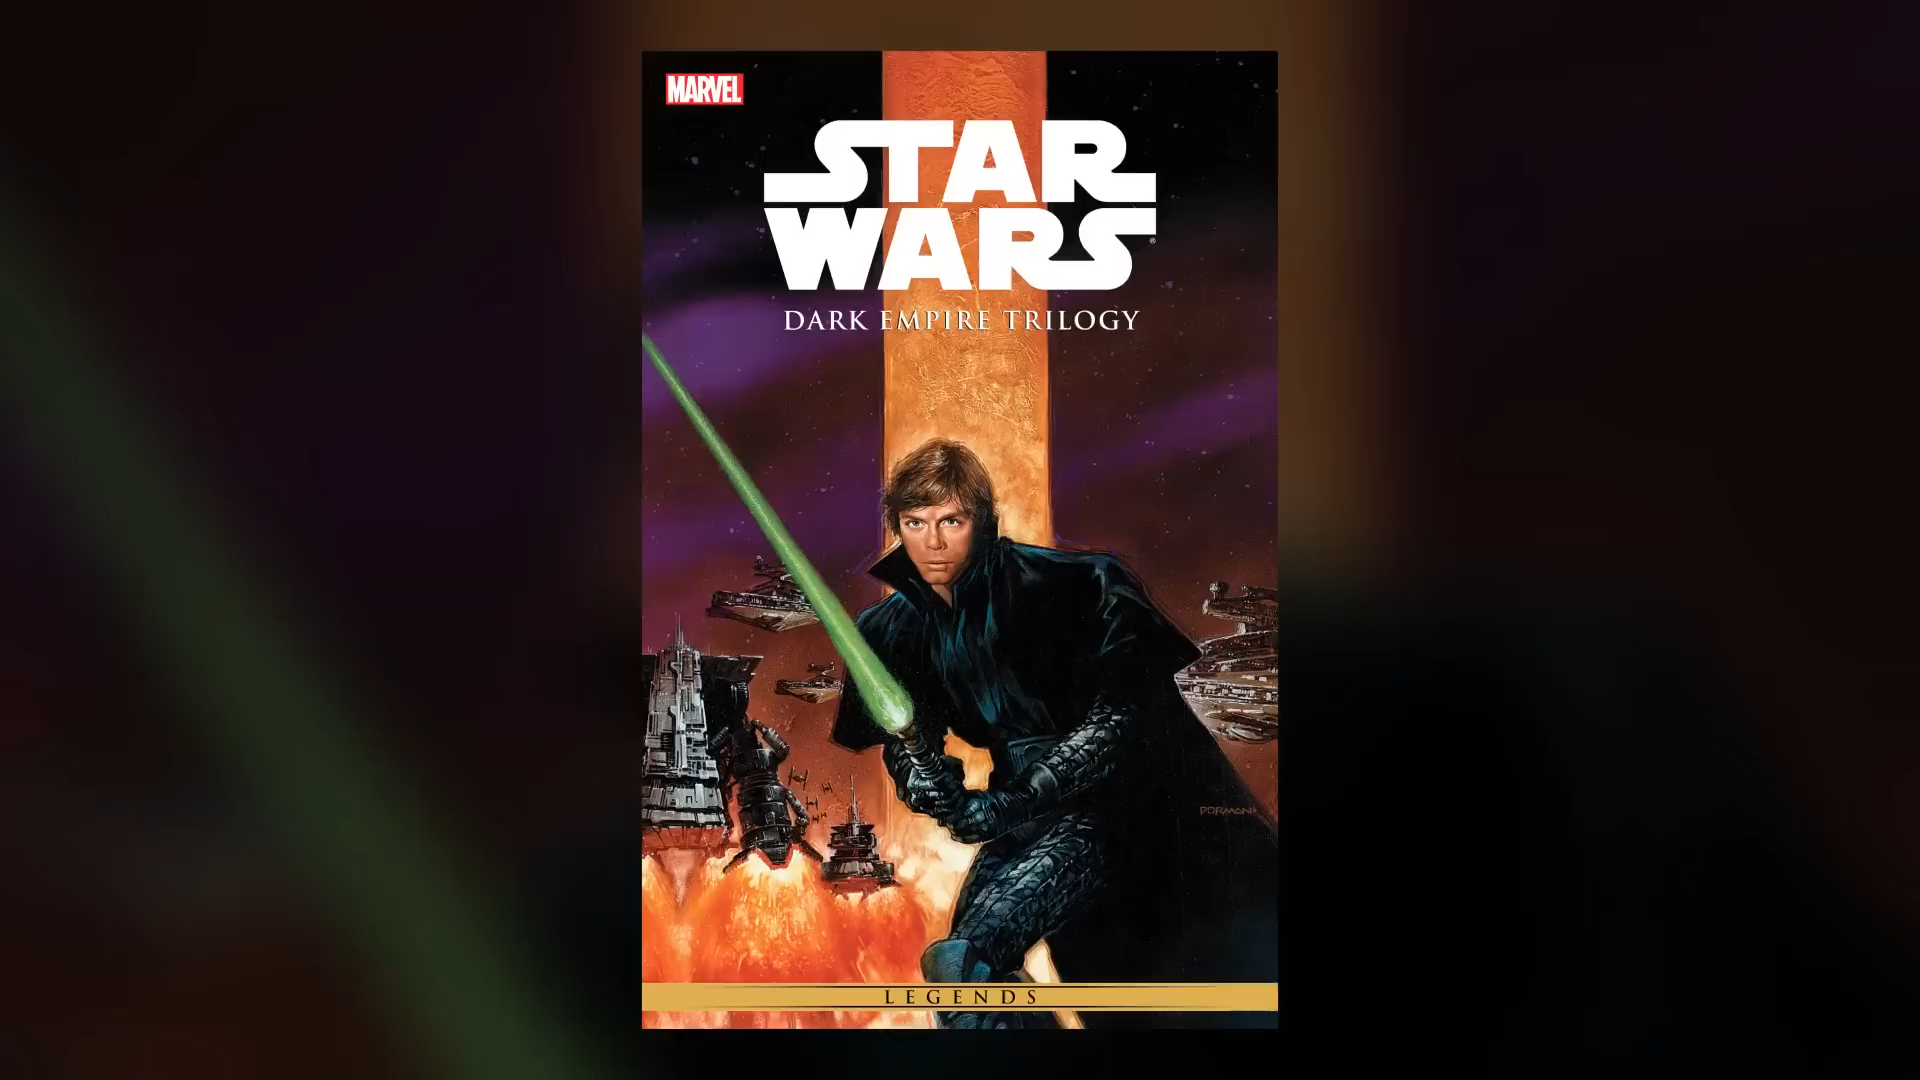 MARVEL
STAR
WARS®
DARK EMPIRE TRILOGY
DORMAN
LEGENDS